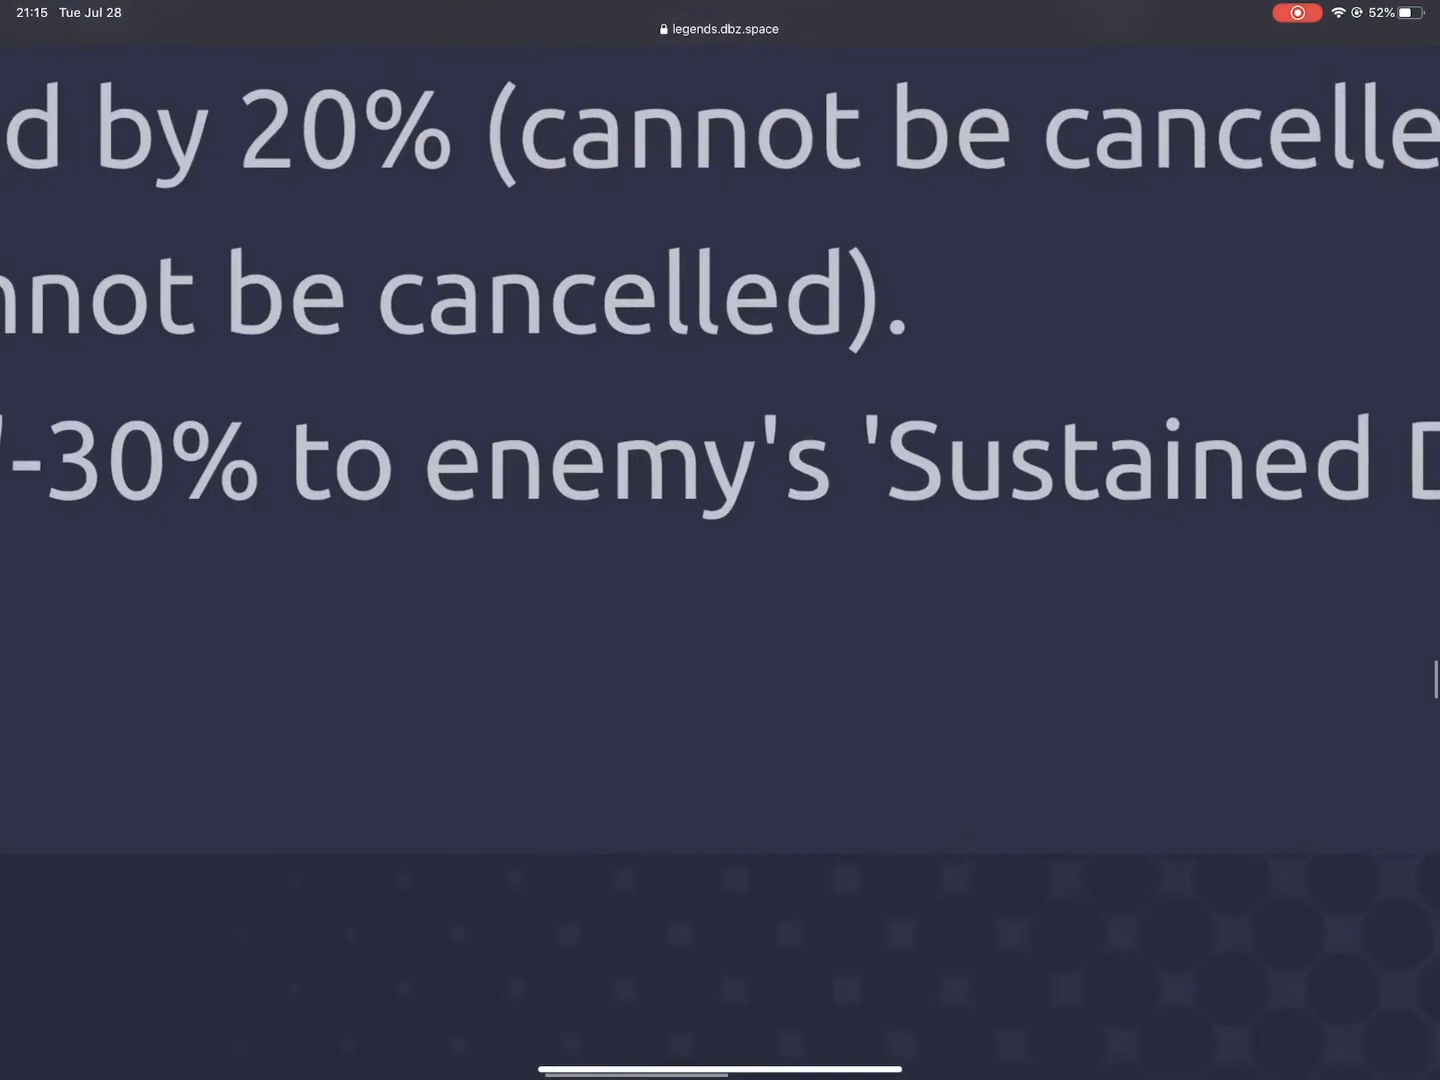 21:15 Tue Jul 28
52%
legends.dbz.space
d by 20% (cannot be cancelle
nnot be cancelled).
'-30% to enemy's 'Sustained D